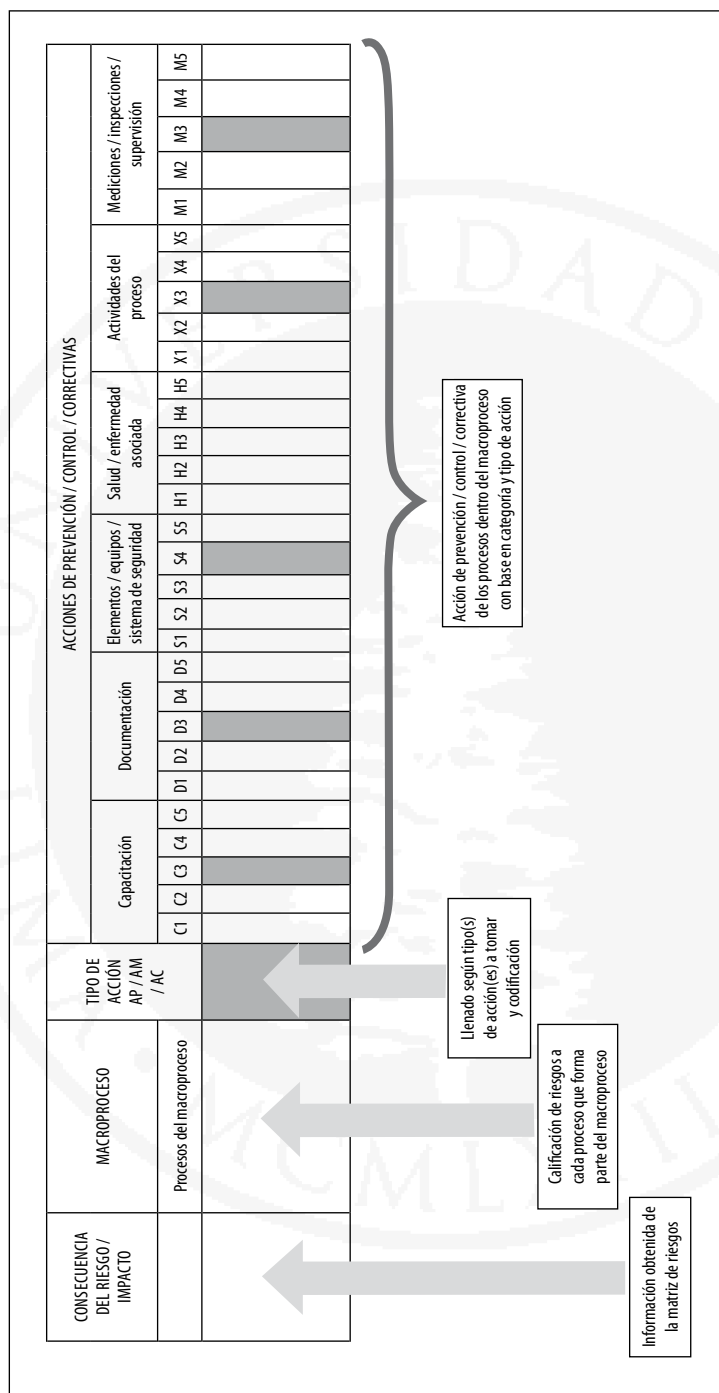 CONSECUENCIA
DEL RIESGO /
IMPACTO
MACROPROCESO
Procesos del macroproceso
TIPO DE
ACCIÓN
AP / AM
/ AC
ACCIONES DE PREVENCIÓN / CONTROL / CORRECTIVAS
Capacitación
Documentación
Elementos / equipos /
sistema de seguridad
Salud / enfermedad
asociada
Actividades del
proceso
Mediciones / inspecciones /
supervisión
C1 C2 C3 C4 C5 D1 D2 D3 D4 D5 S1 S2 S3 S4 S5 H1 H2 H3 H4 H5 X1 X2 X3 X4 X5 M1 M2 M3 M4 M5
Información obtenida de
la matriz de riesgos
Calificación de riesgos a
cada proceso que forma
parte del macroproceso
Llenado según tipo(s)
de acción(es) a tomar
y codificación
Acción de prevención / control / correctiva
de los procesos dentro del macroproceso
con base en categoría y tipo de acción